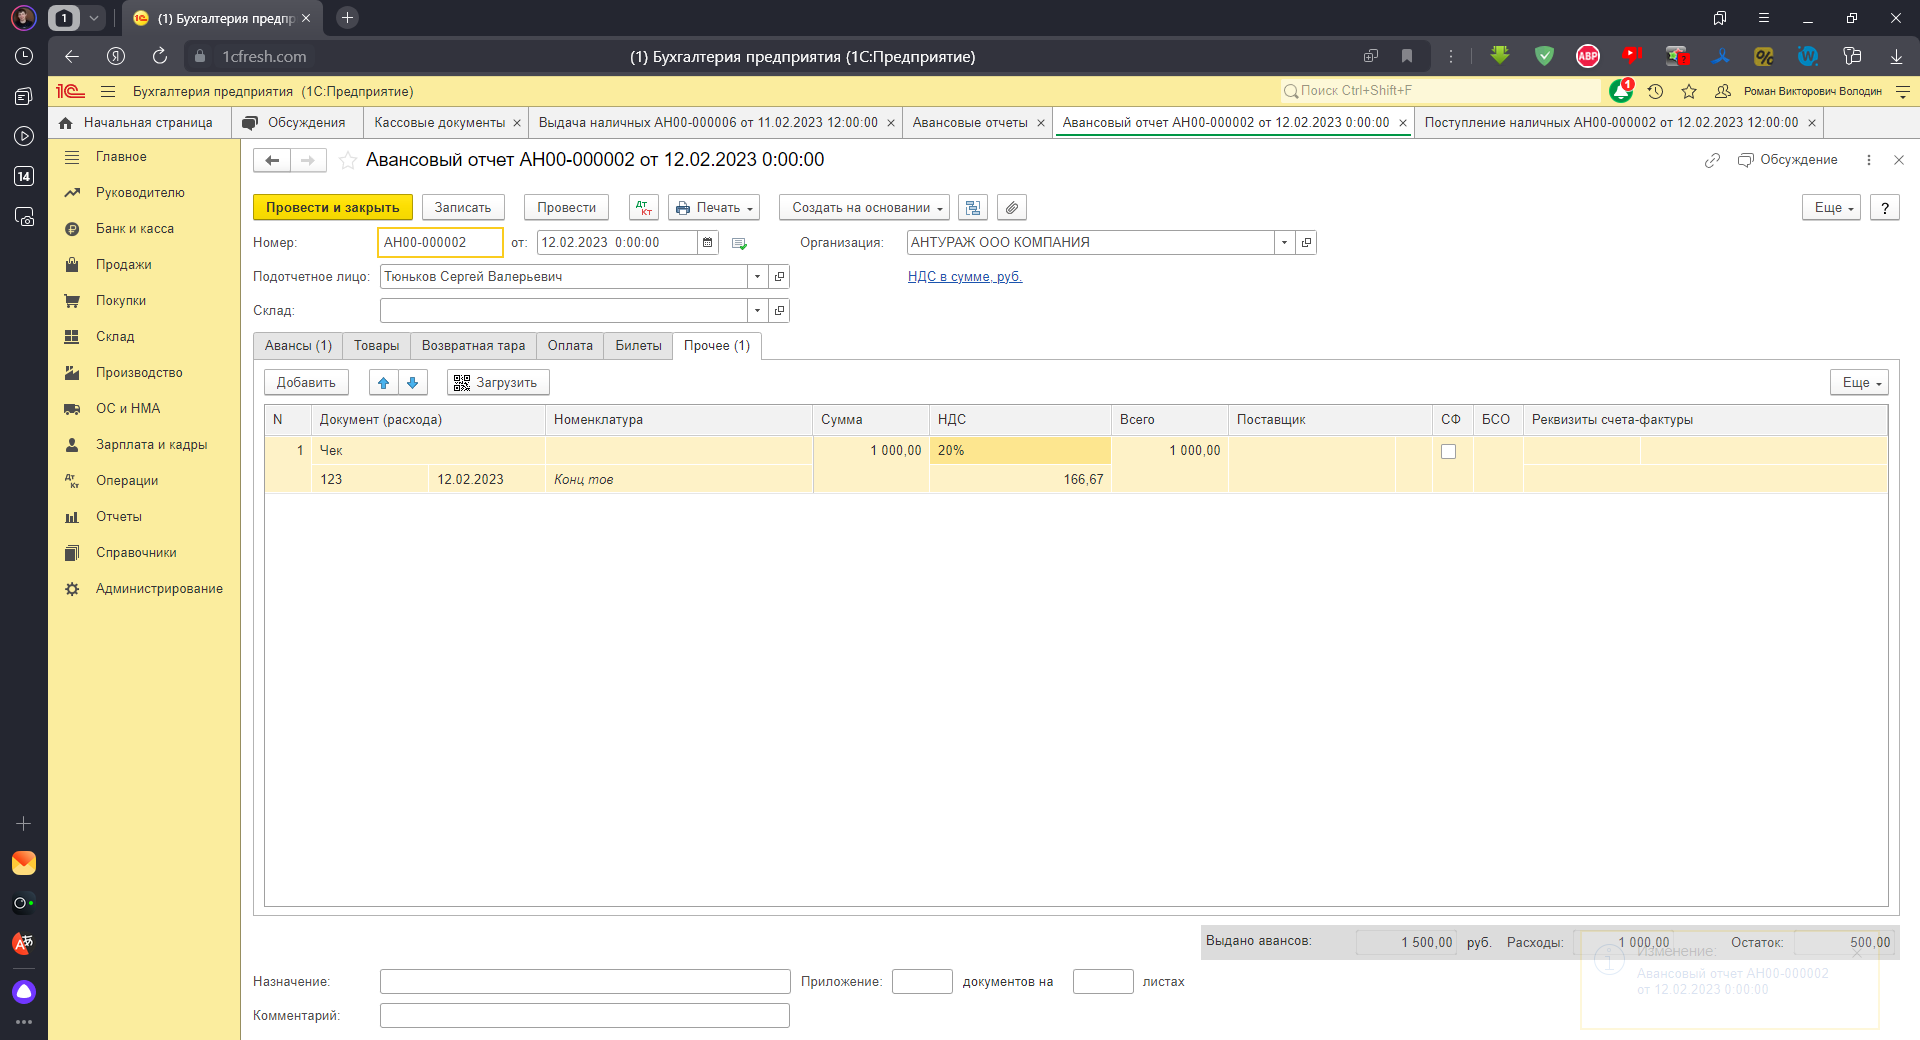 1
(1) Бухгалтерия предпр
1cfresh.com
(1) Бухгалтерия предприятия (1С:Предприятие)
ABP
14
1С
Бухгалтерия предприятия (1С:Предприятие)
Поиск Ctrl+Shift+F
1
Роман Викторович Володин
Начальная страница
Обсуждения
Кассовые документы
Выдача наличных АН00-000006 от 11.02.2023 12:00:00
Авансовые отчеты
Авансовый отчет АН00-000002 от 12.02.2023 0:00:00
Поступление наличных АН00-000002 от 12.02.2023 12:00:00
Главное
Руководителю
Банк и касса
Продажи
Покупки
Склад
Производство
ОС и НМА
Зарплата и кадры
Операции
Отчеты
Справочники
Администрирование
Авансовый отчет АН00-000002 от 12.02.2023 0:00:00
Обсуждение
Провести и закрыть
Записать
Провести
Дт Кт
Печать
Создать на основании
Еще
?
Номер: АН00-000002 от: 12.02.2023 0:00:00
Организация: АНТУРАЖ ООО КОМПАНИЯ
Подотчетное лицо: Тюньков Сергей Валерьевич
НДС в сумме, руб.
Склад:
Авансы (1)
Товары
Возвратная тара
Оплата
Билеты
Прочее (1)
Добавить
Загрузить
Еще
N Документ (расхода) Номенклатура Сумма НДС Всего Поставщик СФ БСО Реквизиты счета-фактуры
1 Чек 1 000,00 20% 1 000,00
123 12.02.2023 Конц тов 166,67
Выдано авансов: 1 500,00 руб. Расходы: 1 000,00 Остаток: 500,00
Изменение:
Авансовый отчет АН00-000002
от 12.02.2023 0:00:00
Назначение:
Приложение: документов на листах
Комментарий: